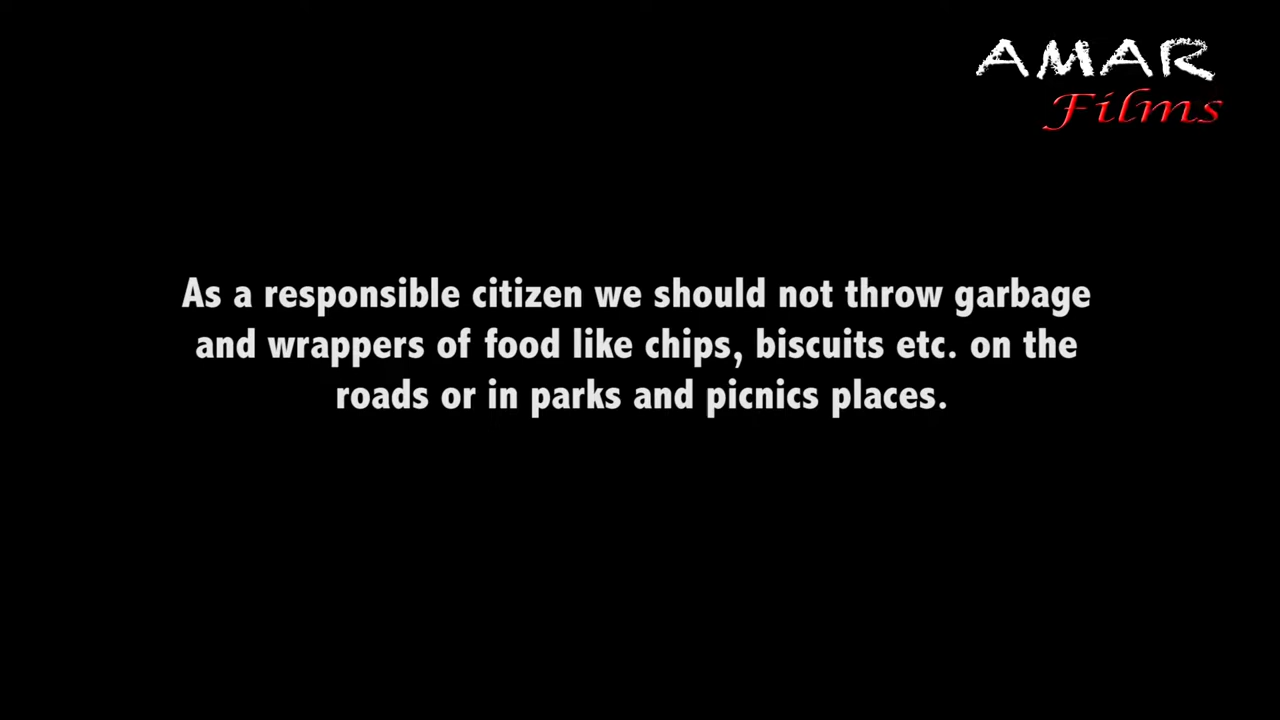 AMAR
Films
As a responsible citizen we should not throw garbage
and wrappers of food like chips, biscuits etc. on the
roads or in parks and picnics places.